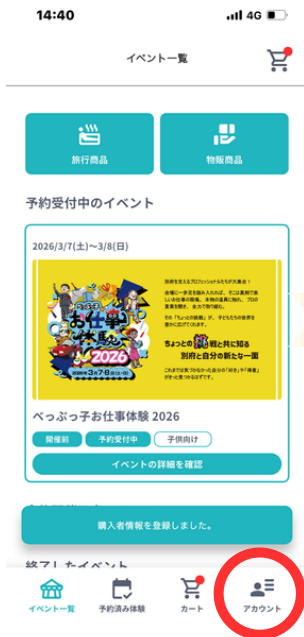 14:40
4G
イベント一覧
旅行商品
物販商品
予約受付中のイベント
2026/3/7(土)〜3/8(日)
お仕事
体験
2026
ちょっとの挑戦と共に知る
別府と自分の新たな一面
べっぷっ子お仕事体験 2026
開催前
予約受付中
子供向け
イベントの詳細を確認
購入者情報を登録しました。
終了したイベント
イベント一覧
予約済み体験
カート
アカウント